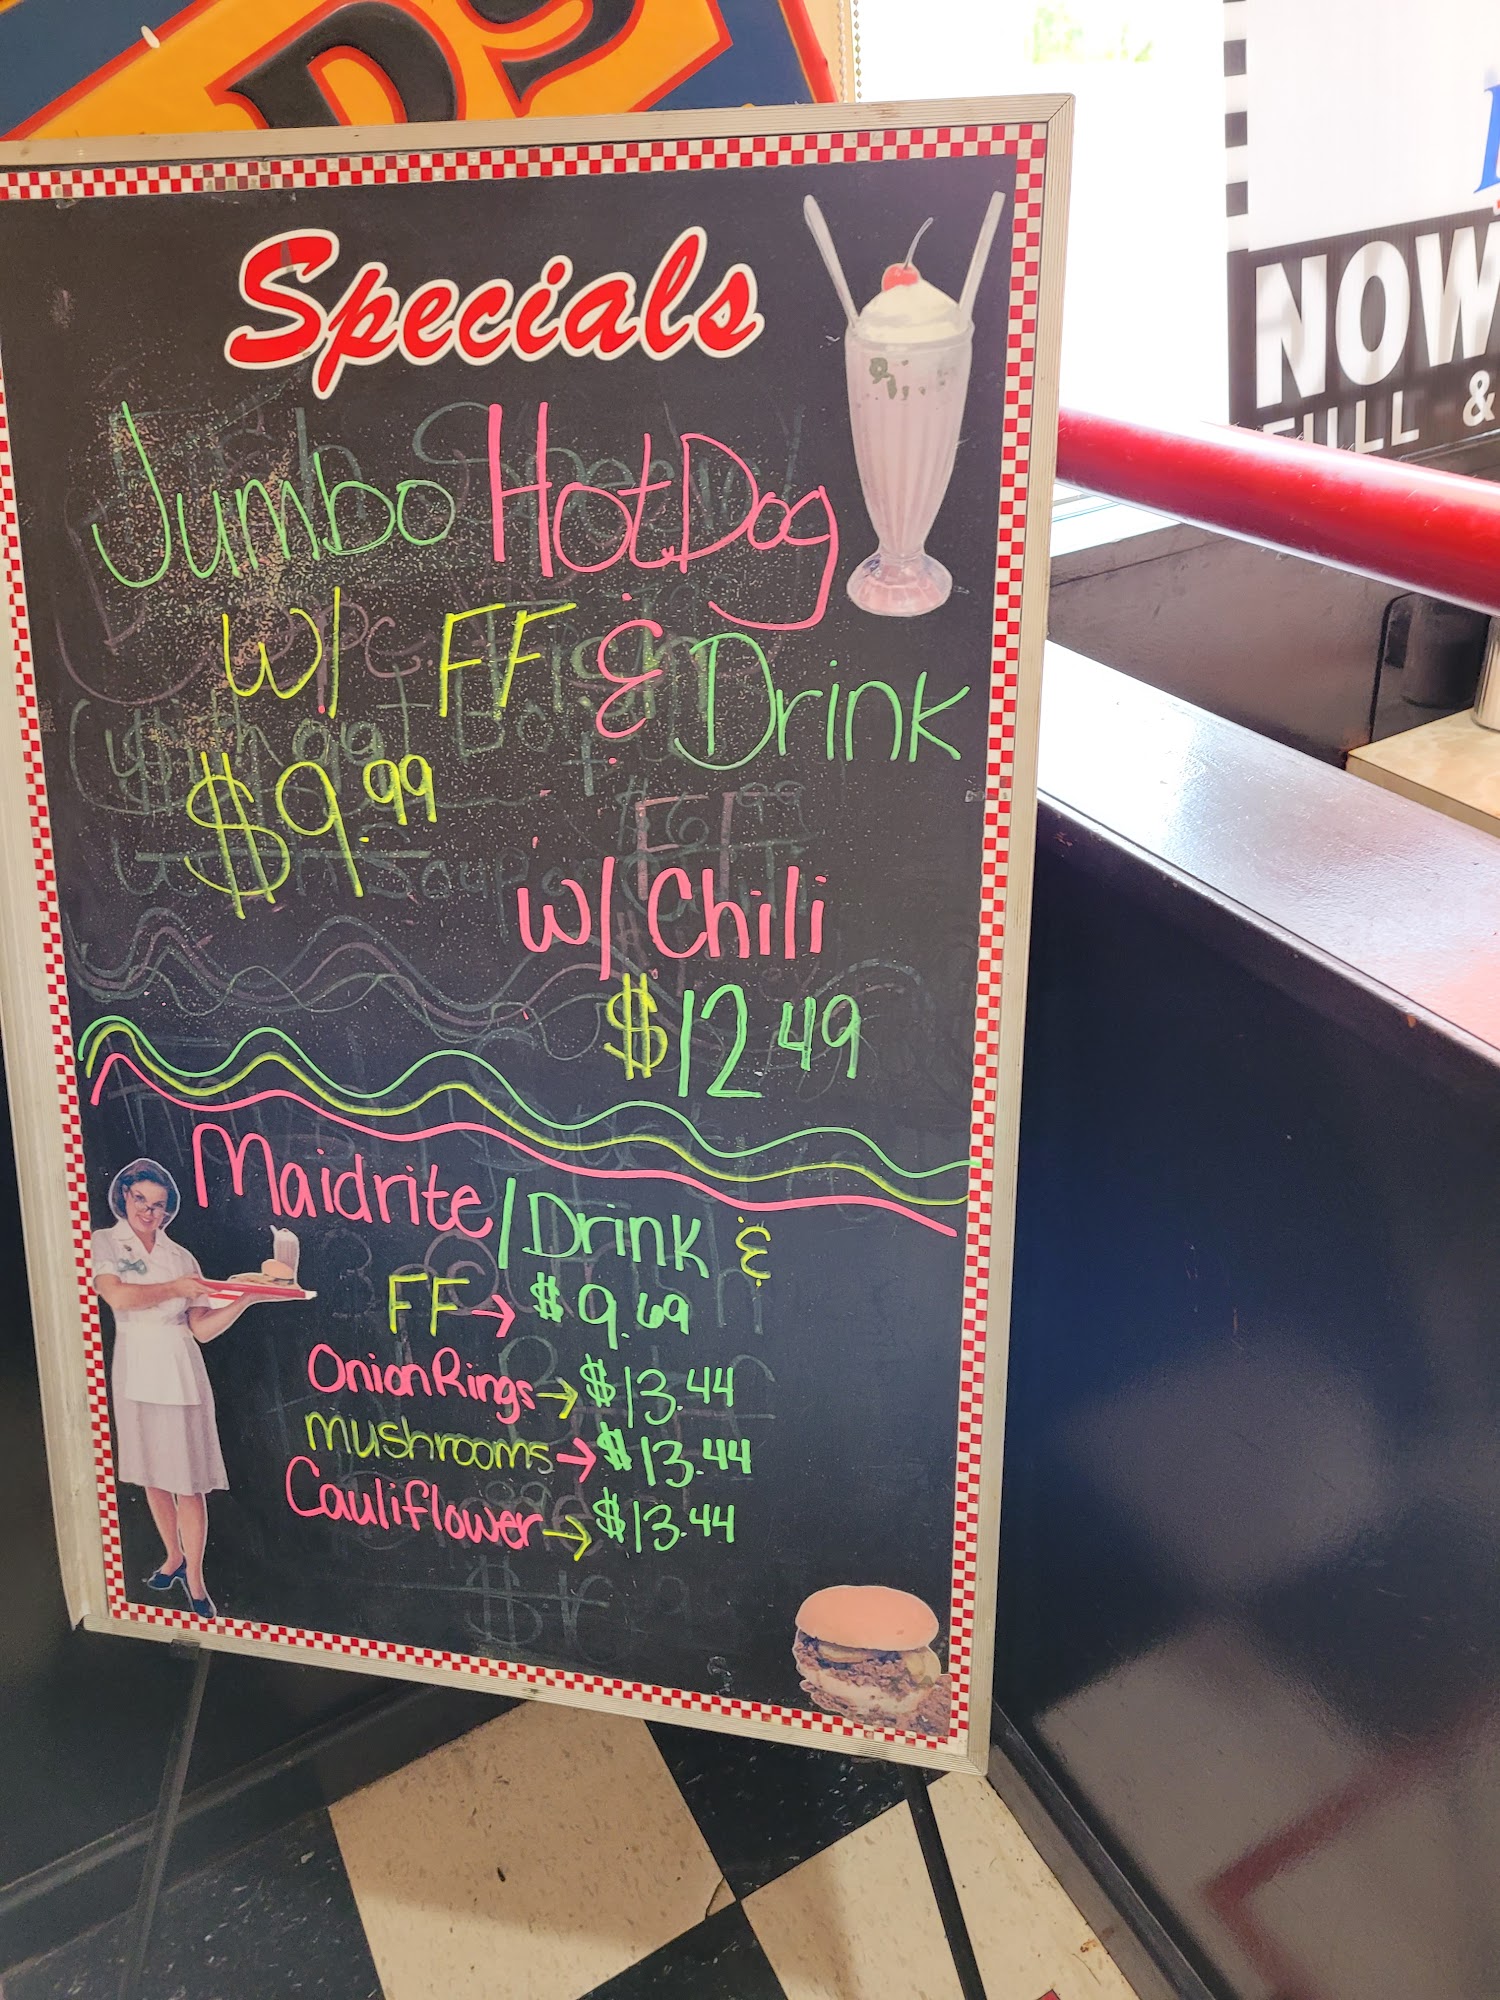 Specials
Jumbo Hot Dog
w/ FF & Drink
$9.99
w/ Chili
$12.49
Maidrite/Drink &
FF → $9.69
Onion Rings → $13.44
mushrooms → $13.44
Cauliflower → $13.44
NOW
FULL &